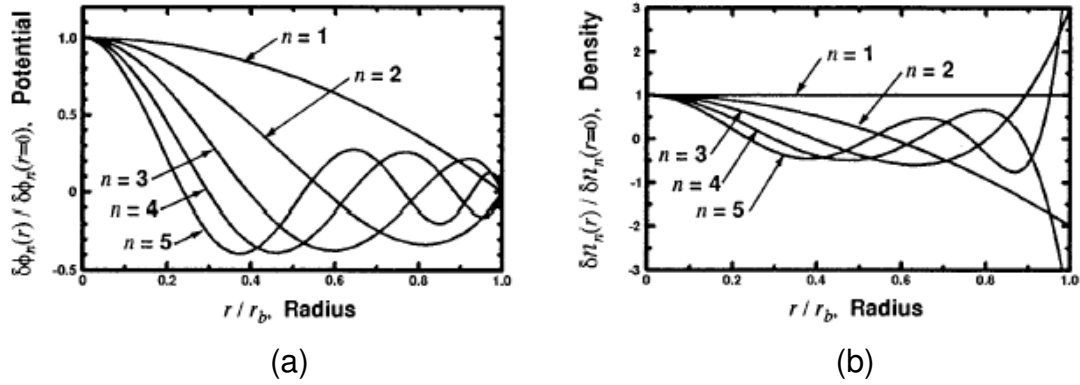 δϕn(r) / δϕn(r=0), Potential
1.0
0.5
0
-0.5
n = 1
n = 2
n = 3
n = 4
n = 5
0 0.2 0.4 0.6 0.8 1.0
r / rb, Radius
(a)
δnn(r) / δnn(r=0), Density
3
2
1
0
-1
-2
-3
n = 1
n = 2
n = 3
n = 4
n = 5
0 0.2 0.4 0.6 0.8 1.0
r / rb, Radius
(b)